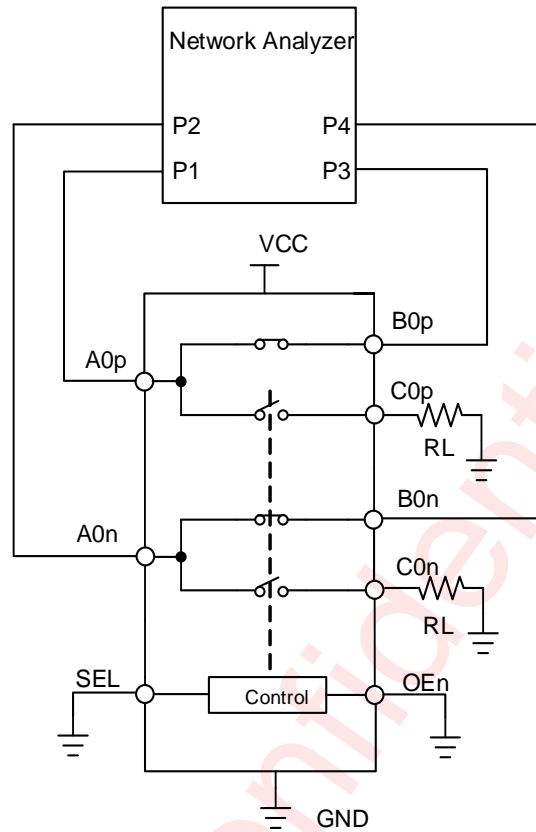 Network Analyzer
P2 P4
P1 P3
VCC
B0p
A0p
C0p
RL
B0n
A0n
C0n
RL
SEL
OEn
Control
GND